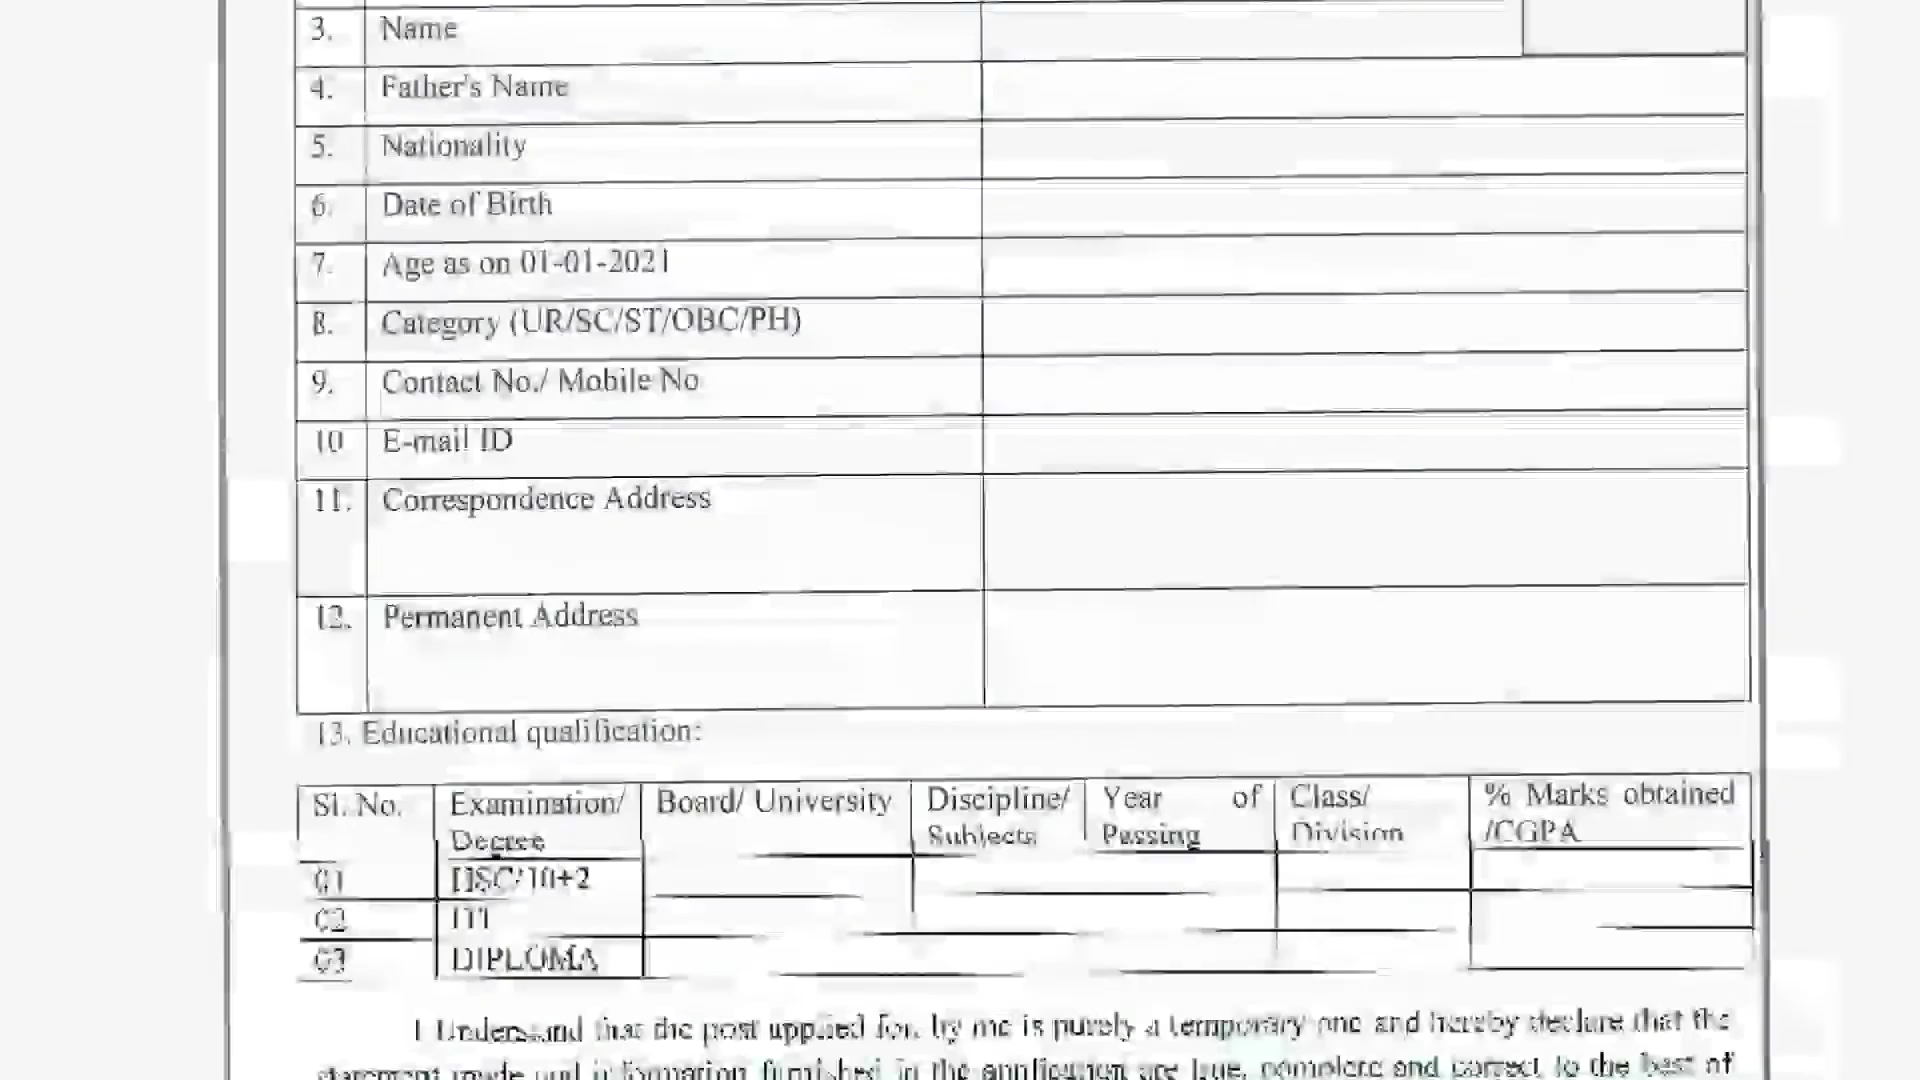 3. Name
4. Father's Name
5. Nationality
6. Date of Birth
7. Age as on 01-01-2021
8. Category (UR/SC/ST/OBC/PH)
9. Contact No./ Mobile No
10 E-mail ID
11. Correspondence Address
12. Permanent Address
13. Educational qualification:
Sl. No. Examination/ Board/ University Discipline/ Year of Class/ % Marks obtained
Degree Subjects Passing Division /CGPA
01 10+2
02 ITI
03 DIPLOMA
I Understand that the post applied for, by me is purely a temporary one and hereby declare that the
statement made and information furnished in the application are true, complete and correct to the best of